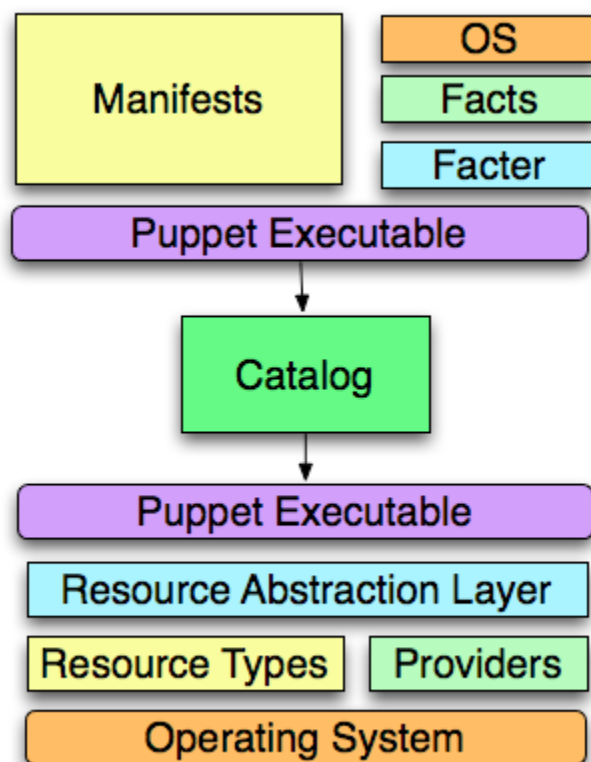 Manifests
OS
Facts
Facter
Puppet Executable
Catalog
Puppet Executable
Resource Abstraction Layer
Resource Types
Providers
Operating System